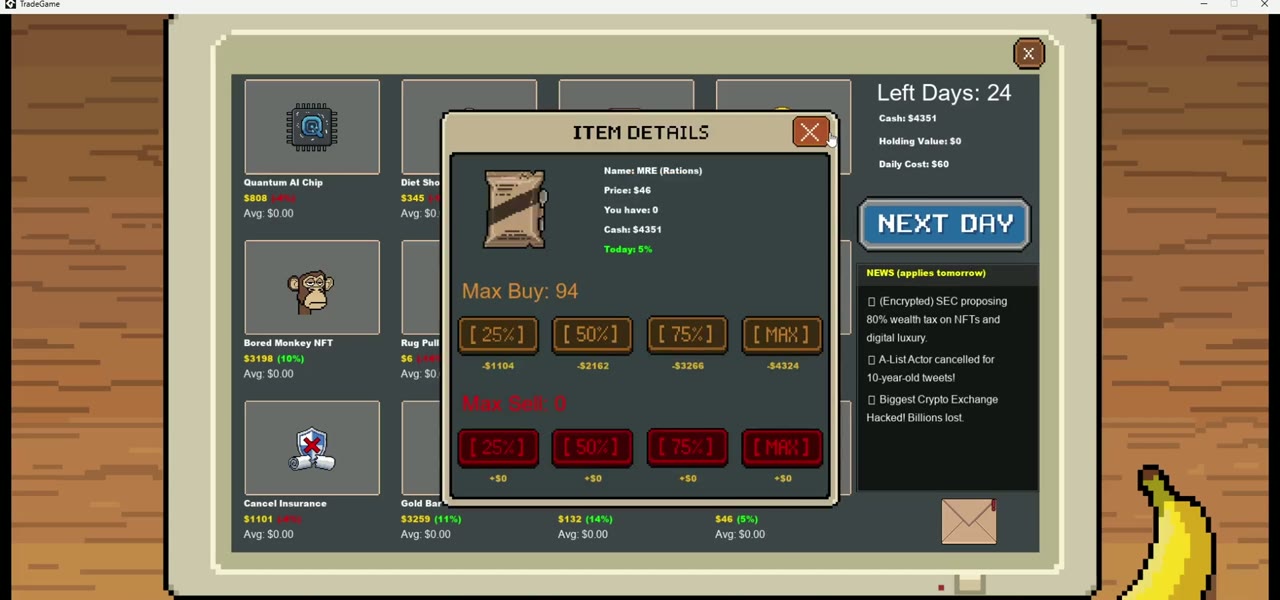 TradeGame
Left Days: 24
Cash: $4351
Holding Value: $0
Daily Cost: $60
NEXT DAY
NEWS (applies tomorrow)
(Encrypted) SEC proposing
80% wealth tax on NFTs and
digital luxury.
A-List Actor cancelled for
10-year-old tweets!
Biggest Crypto Exchange
Hacked! Billions lost.
ITEM DETAILS
Name: MRE (Rations)
Price: $46
You have: 0
Cash: $4351
Today: 5%
Max Buy: 94
[25%] [50%] [75%] [MAX]
-$1104 -$2162 -$3266 -$4324
Max Sell: 0
[25%] [50%] [75%] [MAX]
+$0 +$0 +$0 +$0
Quantum AI Chip
$808
Avg: $0.00
Diet Sho
$345
Avg: $0.
Bored Monkey NFT
$3198 (10%)
Avg: $0.00
Rug Pull
$6
Avg: $0.
Cancel Insurance
$1101
Avg: $0.00
Gold Bar
$3259 (11%)
Avg: $0.00
$132 (14%)
Avg: $0.00
$46 (5%)
Avg: $0.00